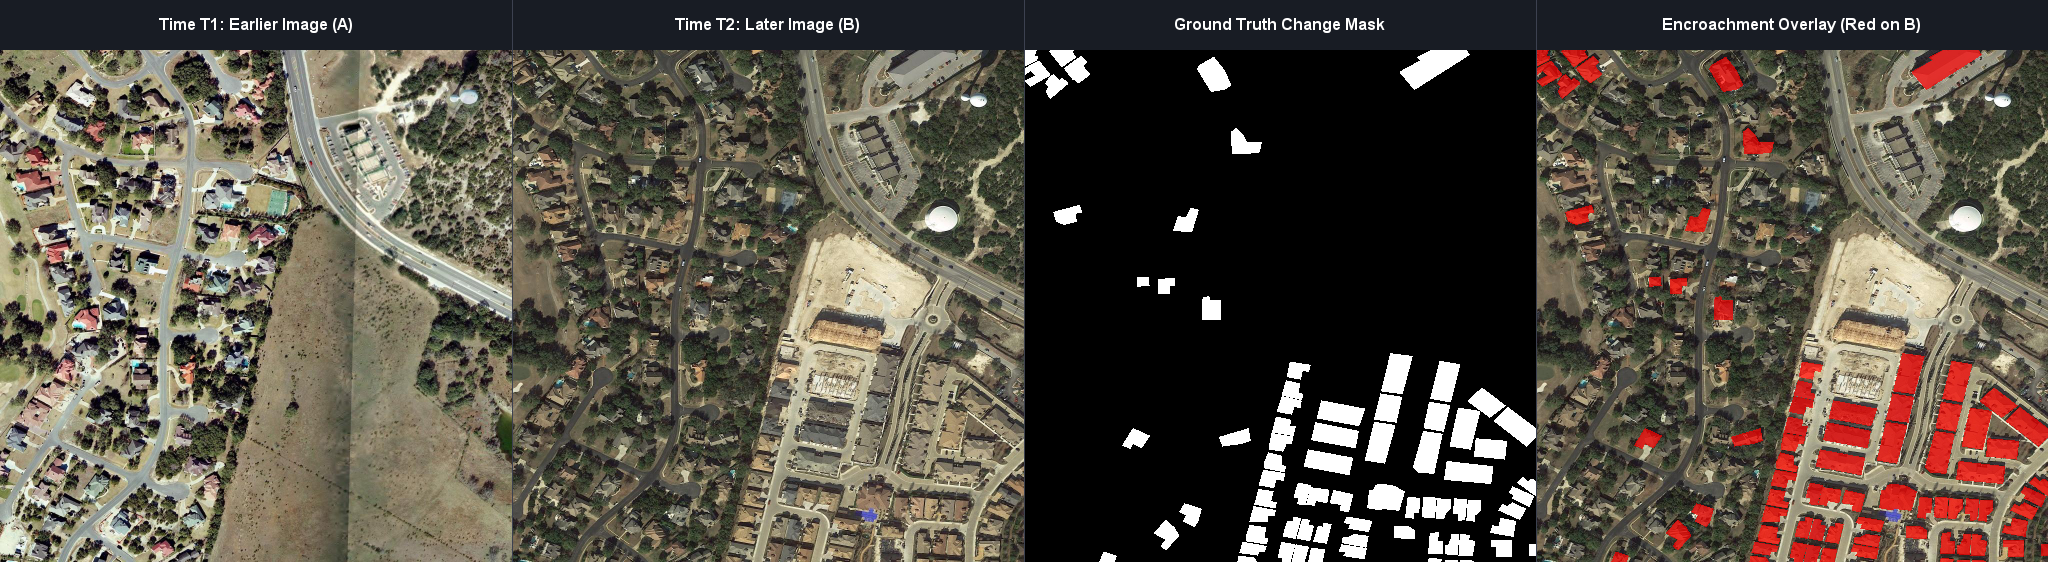 Time T1: Earlier Image (A)
Time T2: Later Image (B)
Ground Truth Change Mask
Encroachment Overlay (Red on B)